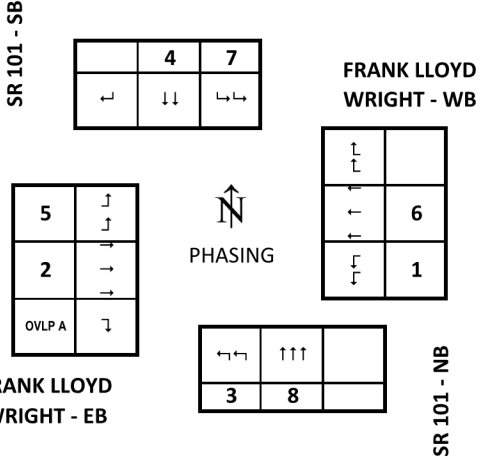 SR 101 - SB
4 7
FRANK LLOYD
WRIGHT - WB
5
2
OVLP A
N
PHASING
6
1
RANK LLOYD
WRIGHT - EB
3 8
SR 101 - NB